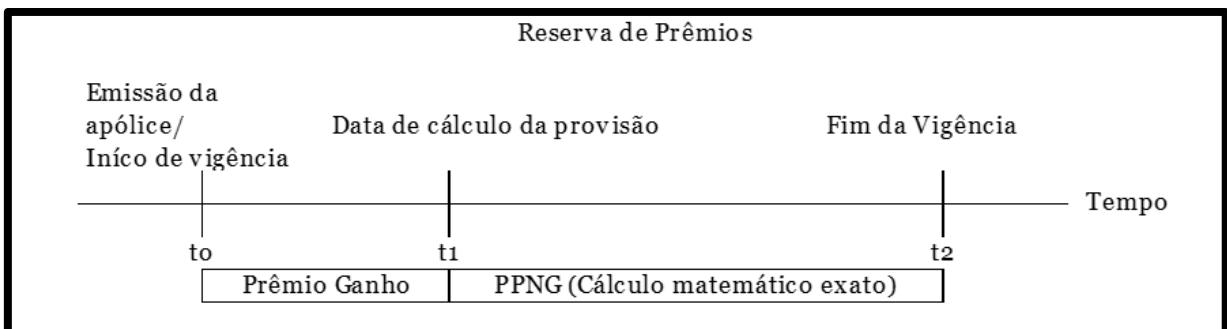 Reserva de Prêmios
Emissão da
apólice/
Iníco de vigência
Data de cálculo da provisão
Fim da Vigência
Tempo
t0
t1
t2
Prêmio Ganho
PPNG (Cálculo matemático exato)